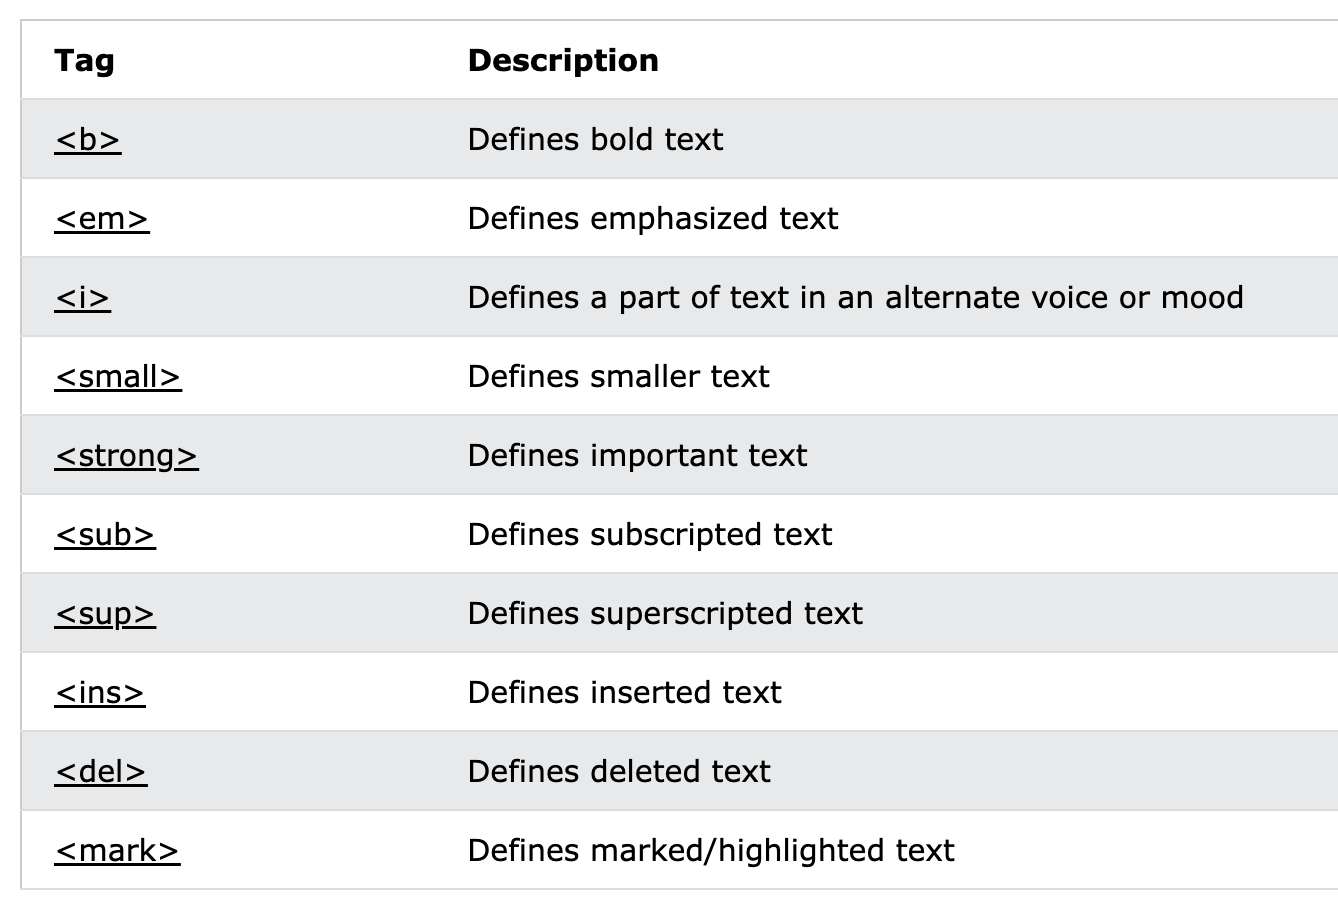 Tag Description
<b> Defines bold text
<em> Defines emphasized text
<i> Defines a part of text in an alternate voice or mood
<small> Defines smaller text
<strong> Defines important text
<sub> Defines subscripted text
<sup> Defines superscripted text
<ins> Defines inserted text
<del> Defines deleted text
<mark> Defines marked/highlighted text